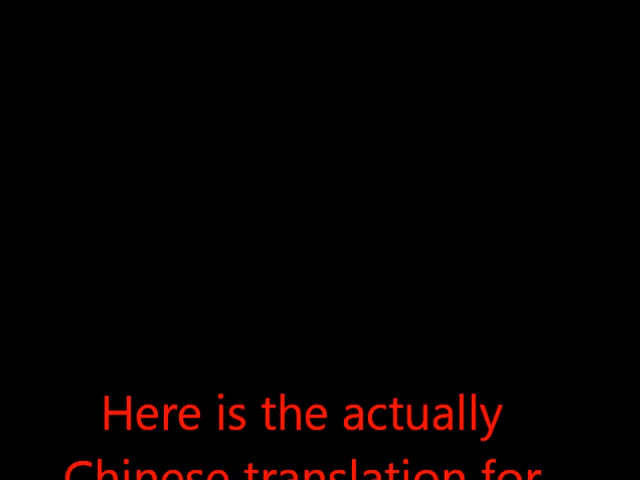 Here is the actually
Chinese translation for